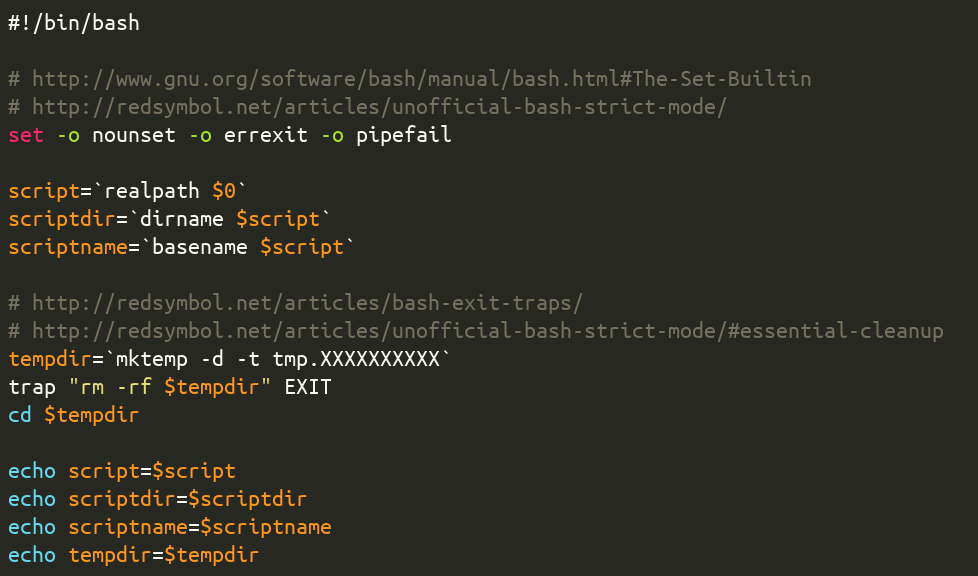 #!/bin/bash

# http://www.gnu.org/software/bash/manual/bash.html#The-Set-Builtin
# http://redsymbol.net/articles/unofficial-bash-strict-mode/
set -o nounset -o errexit -o pipefail

script=`realpath $0`
scriptdir=`dirname $script`
scriptname=`basename $script`

# http://redsymbol.net/articles/bash-exit-traps/
# http://redsymbol.net/articles/unofficial-bash-strict-mode/#essential-cleanup
tempdir=`mktemp -d -t tmp.XXXXXXXXXX`
trap "rm -rf $tempdir" EXIT
cd $tempdir

echo script=$script
echo scriptdir=$scriptdir
echo scriptname=$scriptname
echo tempdir=$tempdir